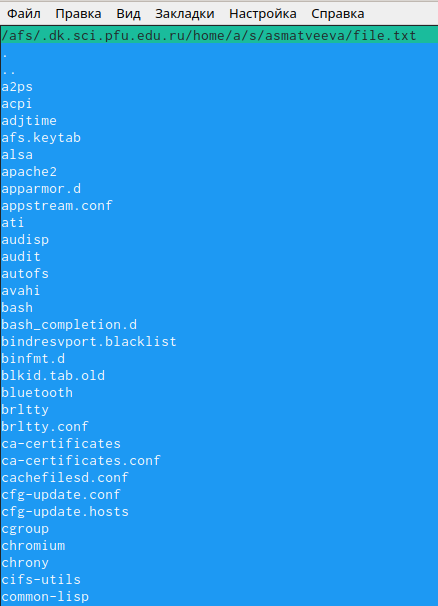 Файл Правка Вид Закладки Настройка Справка
/afs/.dk.sci.pfu.edu.ru/home/a/s/asmatveeva/file.txt
.
..
a2ps
acpi
adjtime
afs.keytab
alsa
apache2
apparmor.d
appstream.conf
ati
audisp
audit
autofs
avahi
bash
bash_completion.d
bindresvport.blacklist
binfmt.d
blkid.tab.old
bluetooth
brltty
brltty.conf
ca-certificates
ca-certificates.conf
cachefilesd.conf
cfg-update.conf
cfg-update.hosts
cgroup
chromium
chrony
cifs-utils
common-lisp